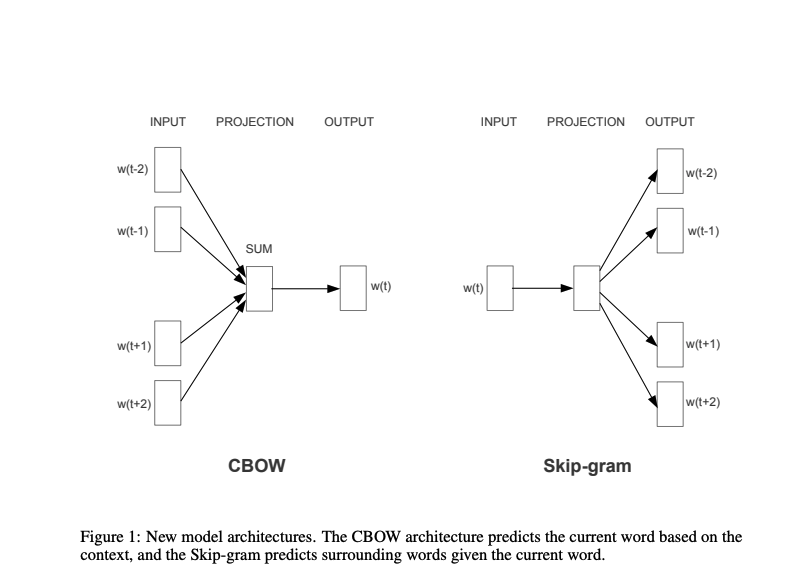 INPUT PROJECTION OUTPUT
w(t-2)
w(t-1)
SUM
w(t)
w(t+1)
w(t+2)
CBOW
INPUT PROJECTION OUTPUT
w(t-2)
w(t-1)
w(t)
w(t+1)
w(t+2)
Skip-gram
Figure 1: New model architectures. The CBOW architecture predicts the current word based on the
context, and the Skip-gram predicts surrounding words given the current word.